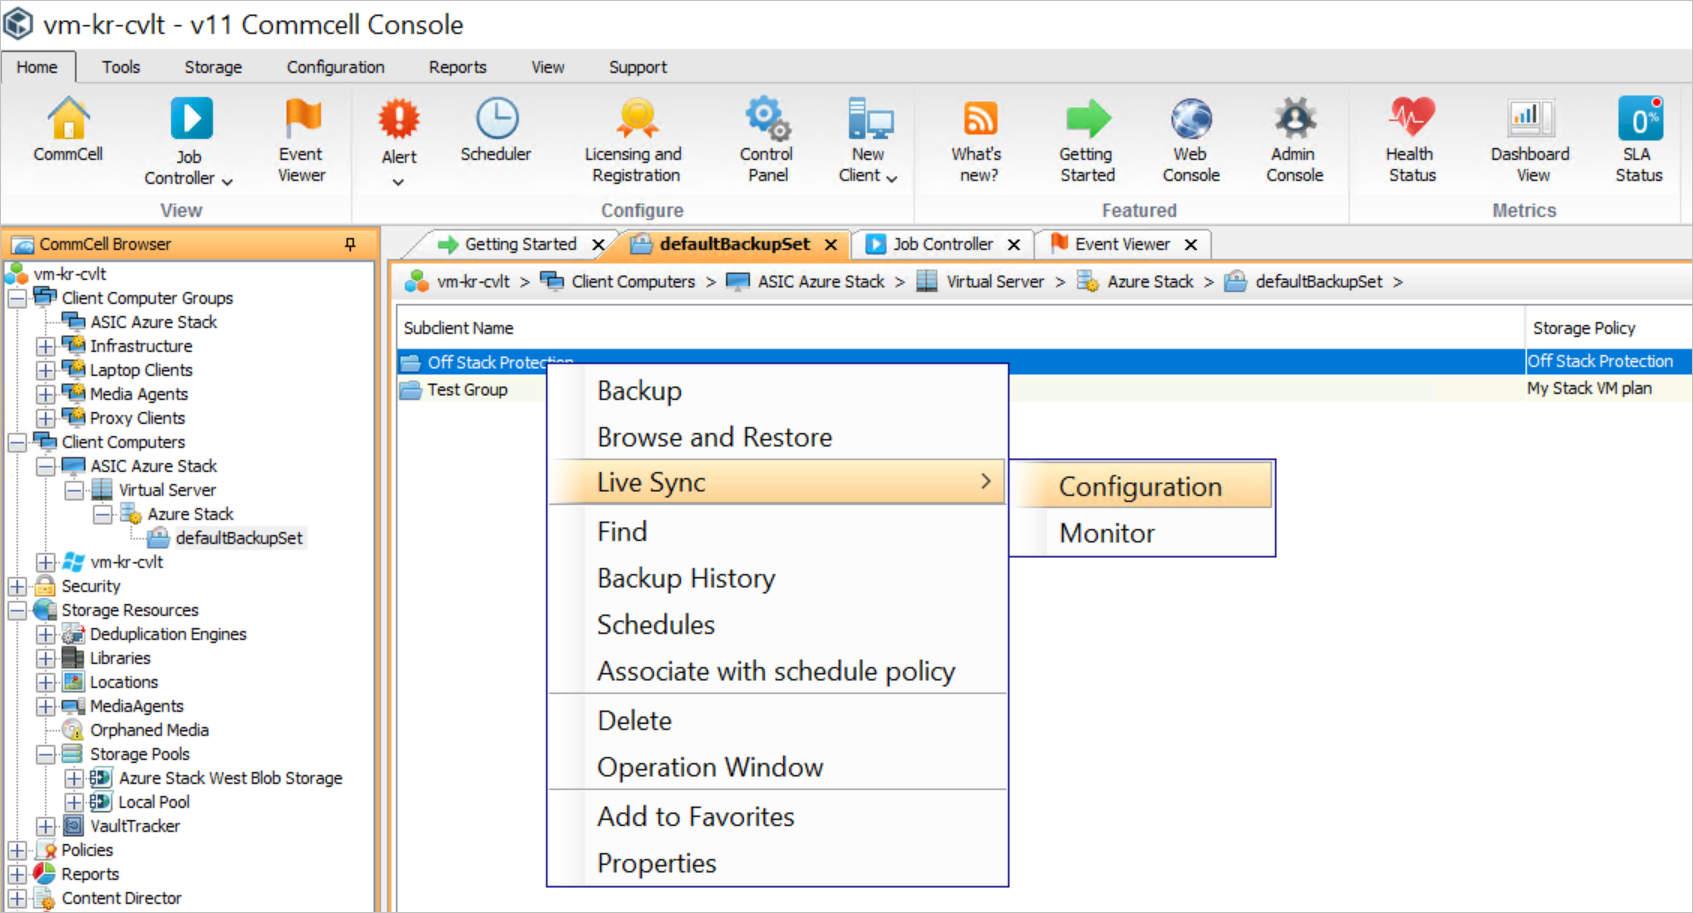 vm-kr-cvlt - v11 Commcell Console
Home Tools Storage Configuration Reports View Support
CommCell
Job
Controller
Event
Viewer
Alert
Scheduler
Licensing and
Registration
Control
Panel
New
Client
What's
new?
Getting
Started
Web
Console
Admin
Console
Health
Status
Dashboard
View
0%
SLA
Status
View Configure Featured Metrics
CommCell Browser
vm-kr-cvlt
Client Computer Groups
ASIC Azure Stack
Infrastructure
Laptop Clients
Media Agents
Proxy Clients
Client Computers
ASIC Azure Stack
Virtual Server
Azure Stack
defaultBackupSet
vm-kr-cvlt
Security
Storage Resources
Deduplication Engines
Libraries
Locations
MediaAgents
Orphaned Media
Storage Pools
Azure Stack West Blob Storage
Local Pool
VaultTracker
Policies
Reports
Content Director
Getting Started defaultBackupSet Job Controller Event Viewer
vm-kr-cvlt > Client Computers > ASIC Azure Stack > Virtual Server > Azure Stack > defaultBackupSet >
Subclient Name Storage Policy
Off Stack Protection Off Stack Protection
Test Group My Stack VM plan
Backup
Browse and Restore
Live Sync
Find
Backup History
Schedules
Associate with schedule policy
Delete
Operation Window
Add to Favorites
Properties
Configuration
Monitor